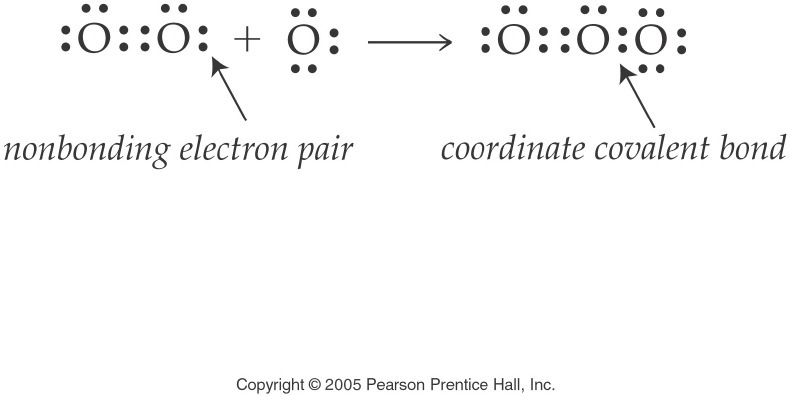 :Ö::Ö: + Ö: ⟶ :Ö::Ö:Ö:
nonbonding electron pair coordinate covalent bond
Copyright © 2005 Pearson Prentice Hall, Inc.